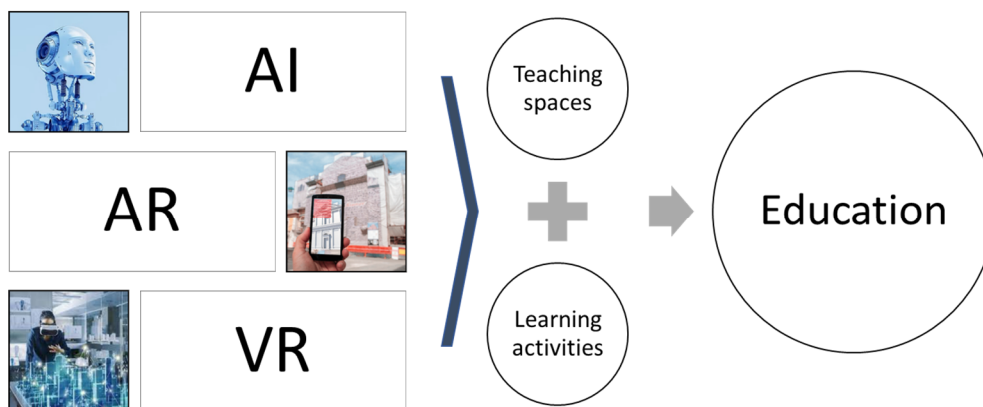 AI
AR
VR
Teaching
spaces
Learning
activities
Education